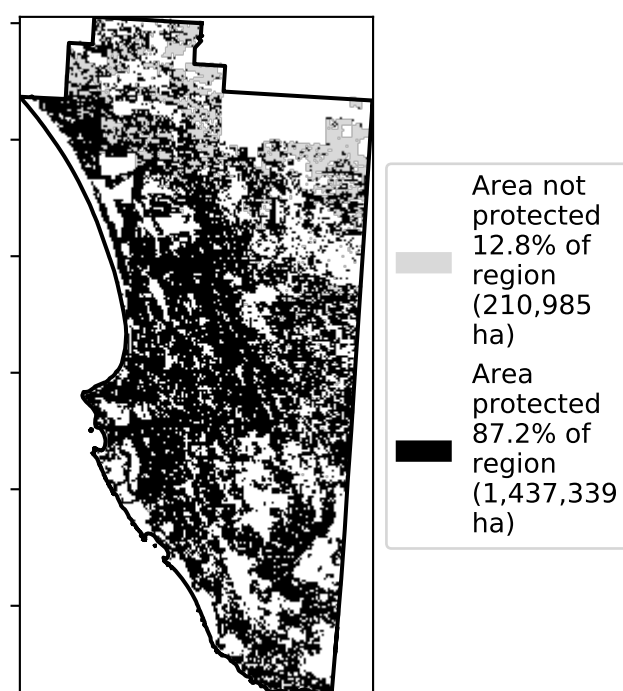 Area not
protected
12.8% of
region
(210,985
ha)
Area
protected
87.2% of
region
(1,437,339
ha)